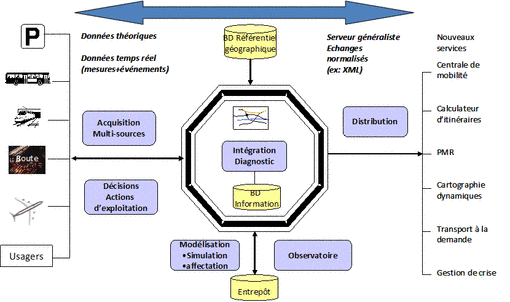 P
Données théoriques
Données temps réel
(mesures+événements)
BD Référentiel
géographique
Serveur généraliste
Echanges
normalisés
(ex: XML)
Nouveaux
services
Centrale de
mobilité
Calculateur
d'itinéraires
PMR
Cartographie
dynamiques
Transport à la
demande
Gestion de crise
Acquisition
Multi-sources
Route
Décisions
Actions
d'exploitation
Usagers
Intégration
Diagnostic
BD
Information
Distribution
Modélisation
•Simulation
•affectation
Observatoire
Entrepôt